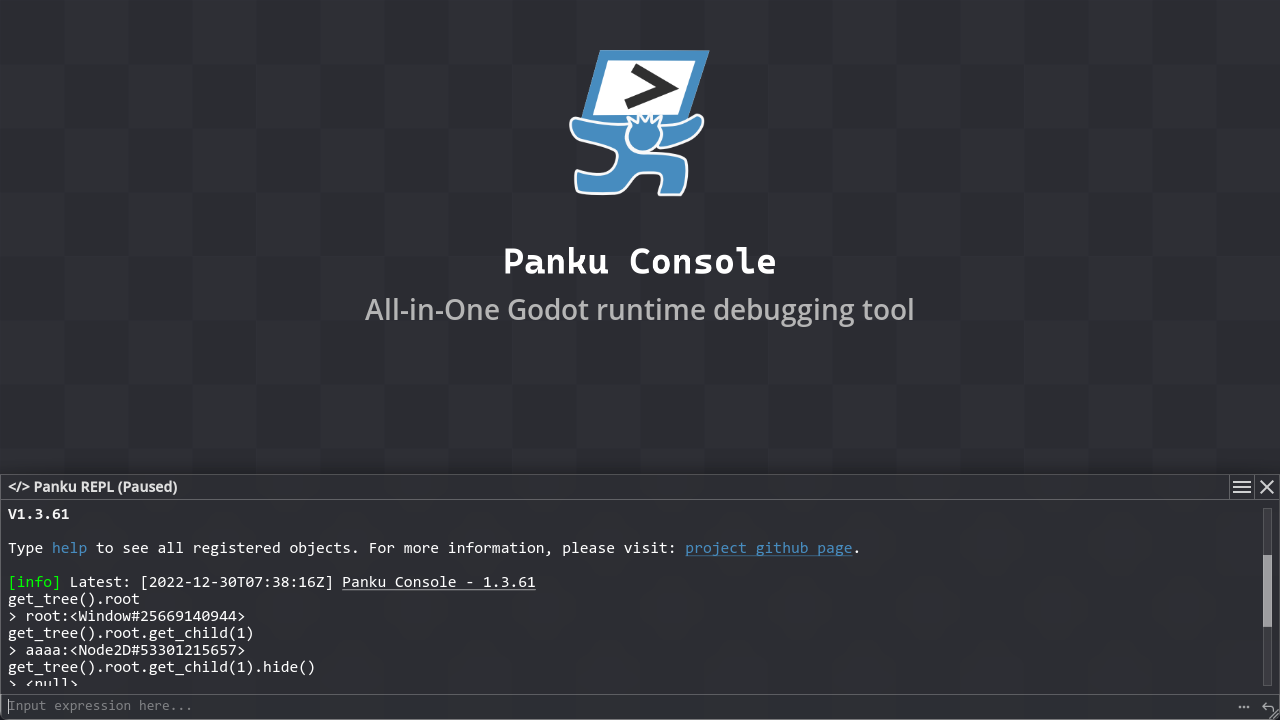 Panku Console
All-in-One Godot runtime debugging tool
</> Panku REPL (Paused)
V1.3.61
Type help to see all registered objects. For more information, please visit: project github page.
[info] Latest: [2022-12-30T07:38:16Z] Panku Console - 1.3.61
get_tree().root
> root:<Window#25669140944>
get_tree().root.get_child(1)
> aaaa:<Node2D#53301215657>
get_tree().root.get_child(1).hide()
> <null>
Input expression here...